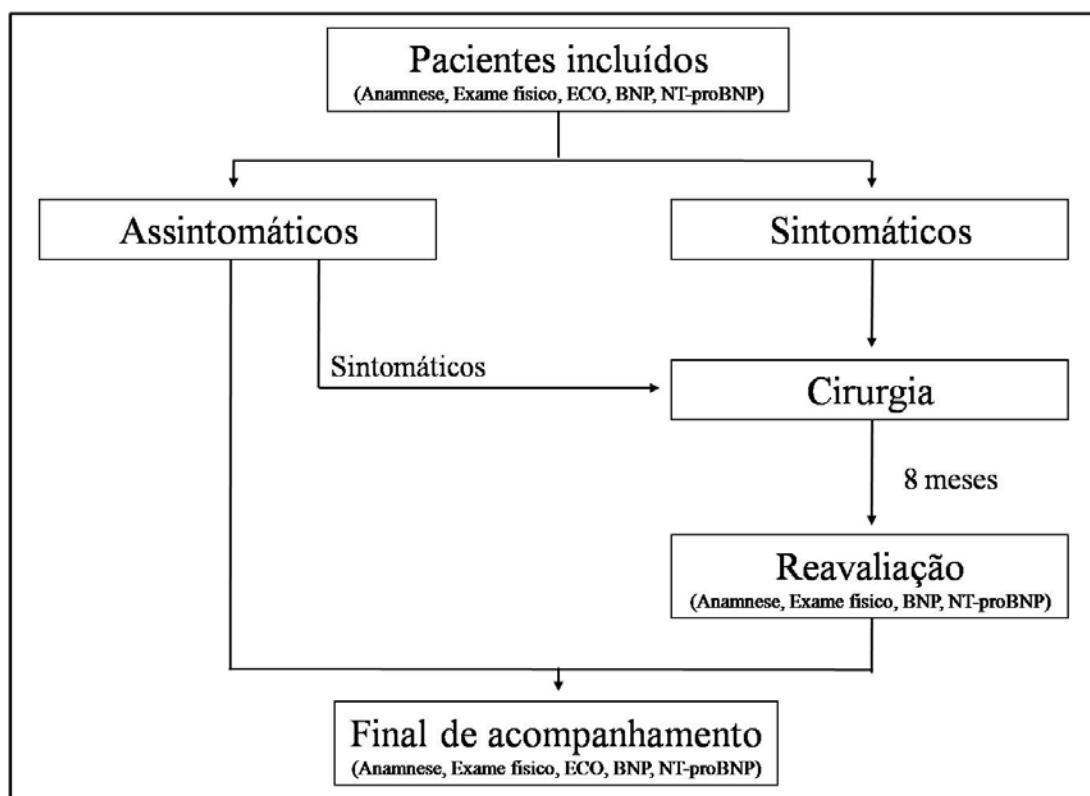 Pacientes incluídos
(Anamnese, Exame físico, ECO, BNP, NT-proBNP)
Assintomáticos
Sintomáticos
Sintomáticos
Cirurgia
8 meses
Reavaliação
(Anamnese, Exame físico, BNP, NT-proBNP)
Final de acompanhamento
(Anamnese, Exame físico, ECO, BNP, NT-proBNP)